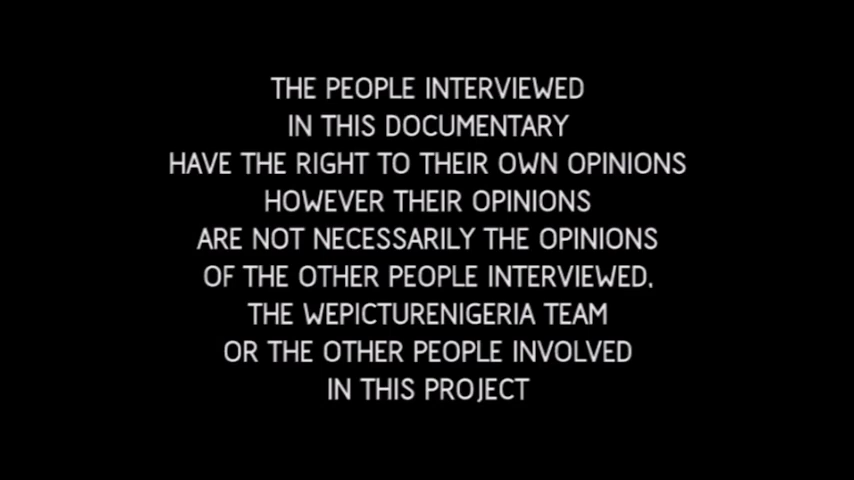 THE PEOPLE INTERVIEWED
IN THIS DOCUMENTARY
HAVE THE RIGHT TO THEIR OWN OPINIONS
HOWEVER THEIR OPINIONS
ARE NOT NECESSARILY THE OPINIONS
OF THE OTHER PEOPLE INTERVIEWED,
THE WEPICTURENIGERIA TEAM
OR THE OTHER PEOPLE INVOLVED
IN THIS PROJECT